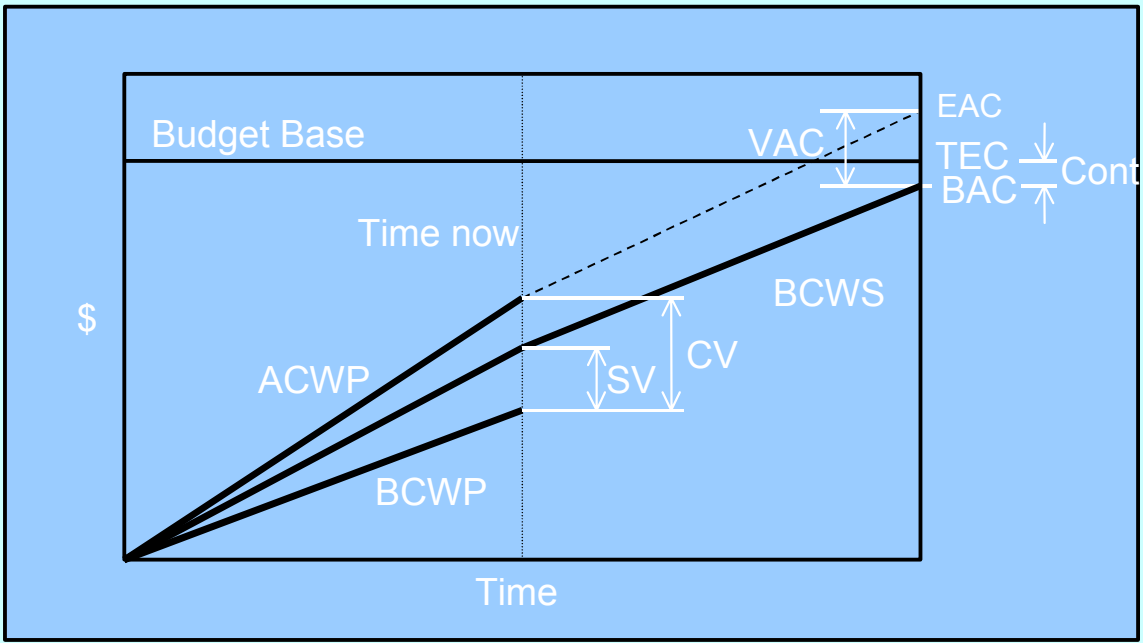 EAC
Budget Base
VAC
TEC
Cont
BAC
Time now
BCWS
$
CV
ACWP
SV
BCWP
Time